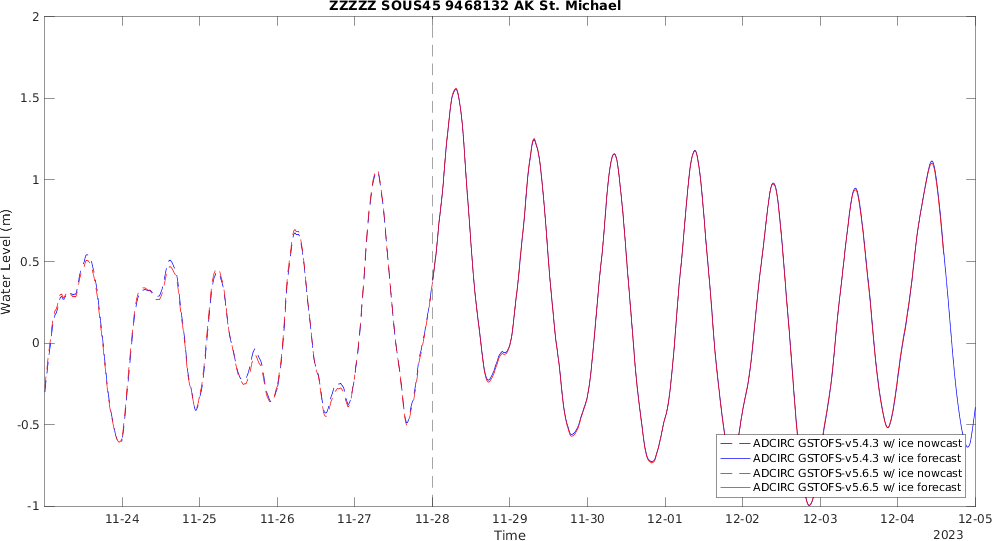 ZZZZZ SOUS45 9468132 AK St. Michael
2
1.5
1
0.5
0
-0.5
-1
Water Level (m)
ADCIRC GSTOFS-v5.4.3 w/ ice nowcast
ADCIRC GSTOFS-v5.4.3 w/ ice forecast
ADCIRC GSTOFS-v5.6.5 w/ ice nowcast
ADCIRC GSTOFS-v5.6.5 w/ ice forecast
11-24 11-25 11-26 11-27 11-28 11-29 11-30 12-01 12-02 12-03 12-04 12-05
Time
2023